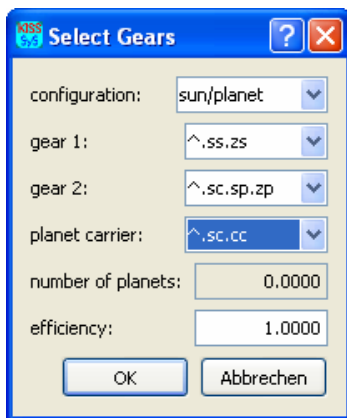 KISS
SyS
Select Gears
configuration: sun/planet
gear 1: ^.ss.zs
gear 2: ^.sc.sp.zp
planet carrier: ^.sc.cc
number of planets: 0.0000
efficiency: 1.0000
OK Abbrechen